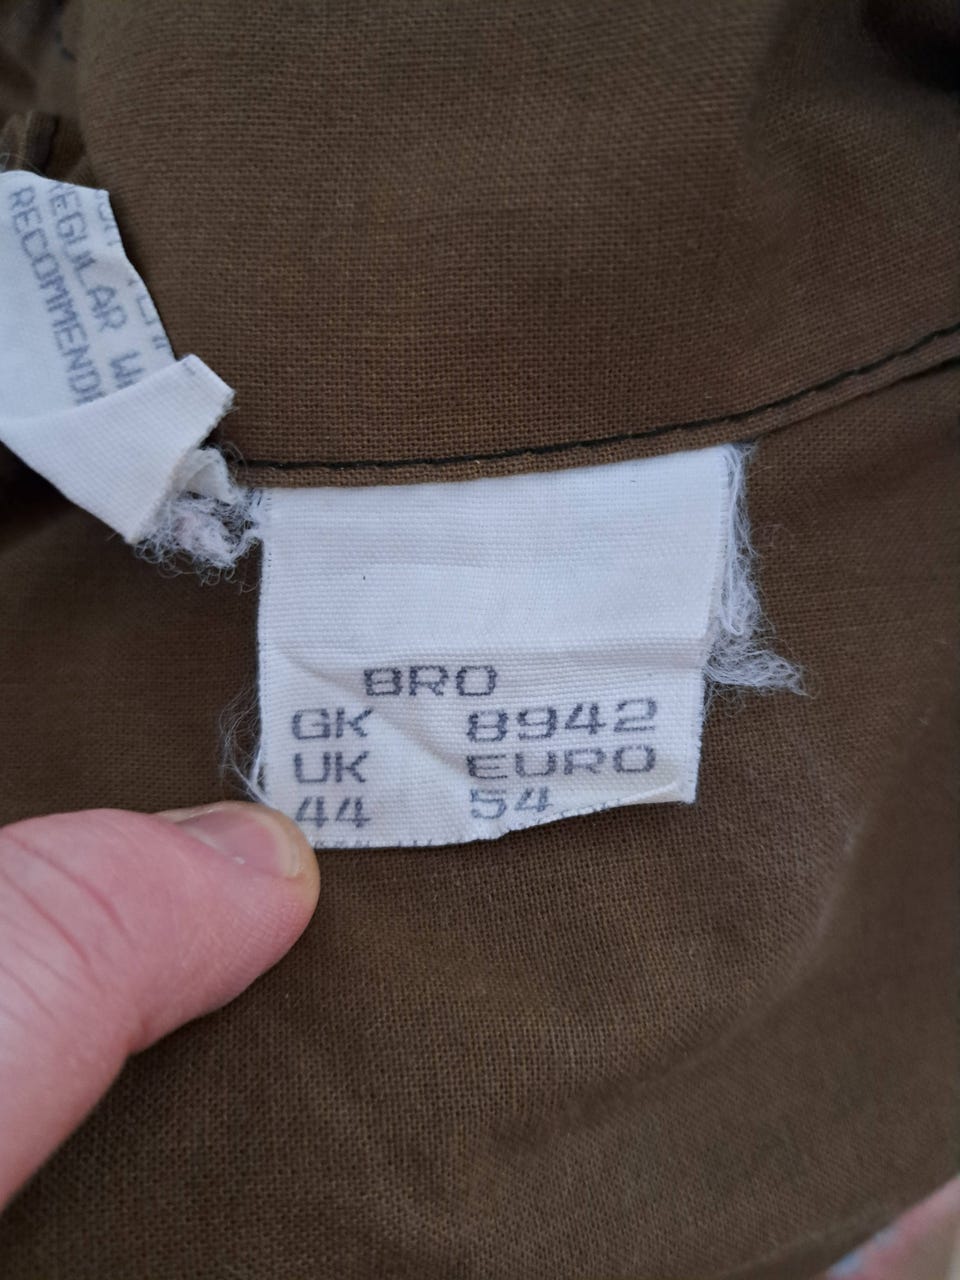 REGULAR
RECOMMEND
BRO
GK 8942
UK EURO
44 54